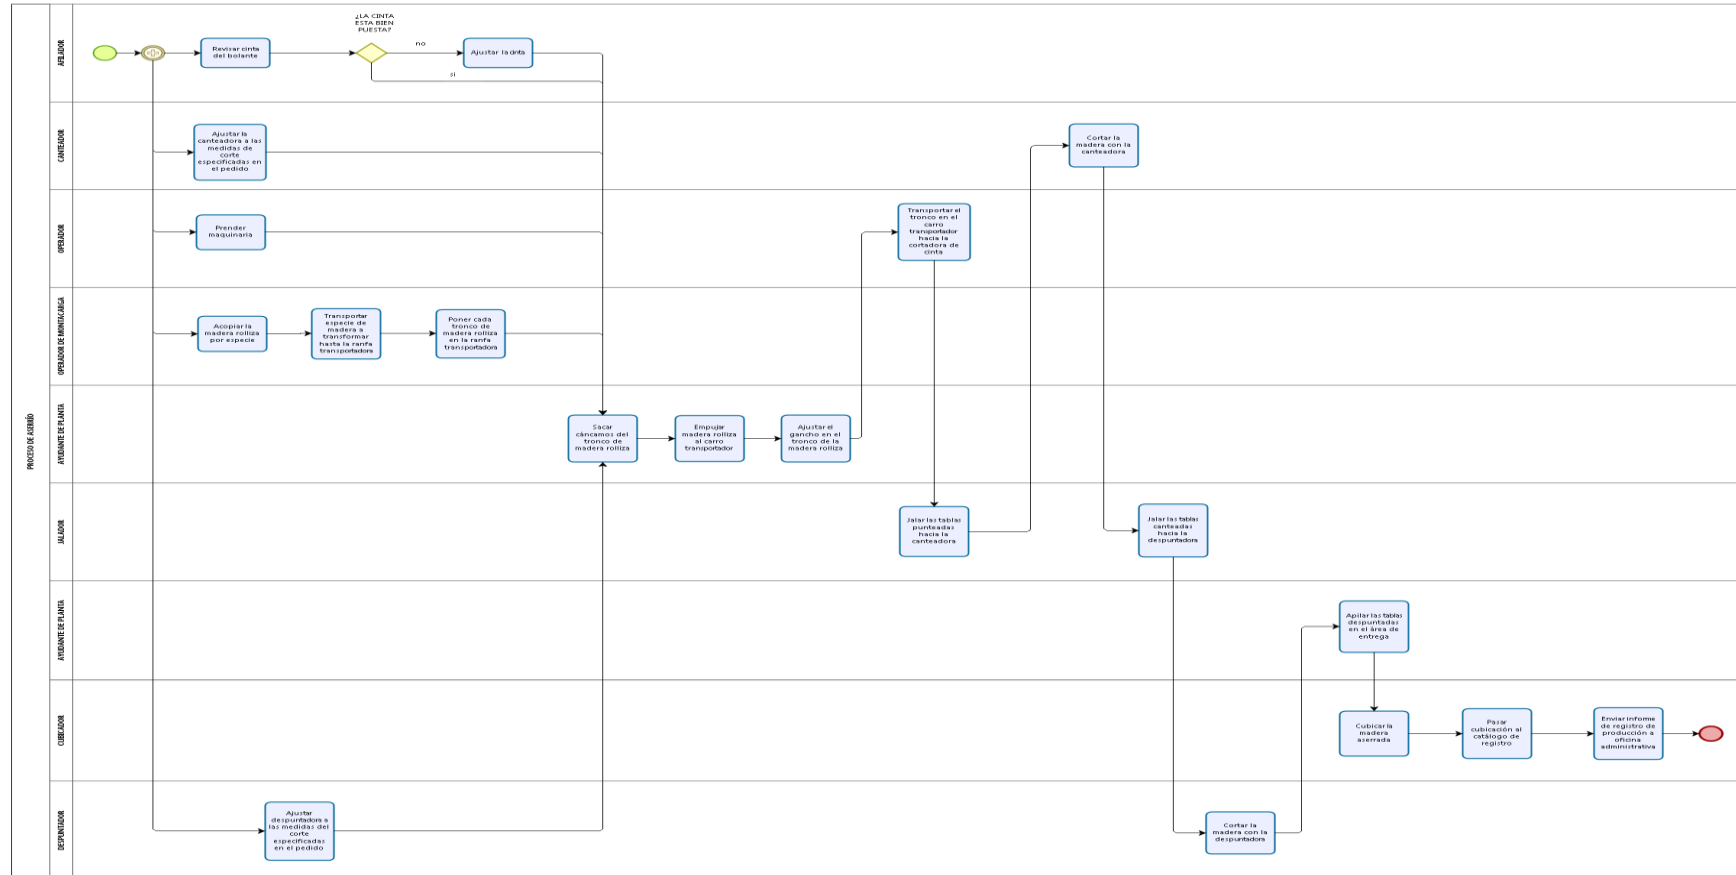 PROCESO DE ASERRÍO
AFILADOR
¿LA CINTA
ESTA BIEN
PUESTA?
Revisar cinta
del bolante
no
Ajustar la cinta
si
CANTEADOR
Ajustar la
canteadora a las
medidas de
corte
especificadas en
el pedido
Cortar la
madera con la
canteadora
OPERADOR
Prender
maquinaria
Transportar el
tronco en el
carro
transportador
hacia la
cortadora de
cinta
OPERADOR DE MONTACARGA
Acopiar la
madera rolliza
por especie
Transportar
especie de
madera a
transformar
hasta la ranfa
transportadora
Poner cada
tronco de
madera rolliza
en la ranfa
transportadora
AYUDANTE DE PLANTA
Sacar
cáncamos del
tronco de
madera rolliza
Empujar
madera rolliza
al carro
transportador
Ajustar el
gancho en el
tronco de la
madera rolliza
JALADOR
Jalar las tablas
punteadas
hacia la
canteadora
Jalar las tablas
canteadas
hacia la
despuntadora
AYUDANTE DE PLANTA
Apilar las tablas
despuntadas
en el área de
entrega
CUBICADOR
Cubicar la
madera
aserrada
Pasar
cubicación al
catálogo de
registro
Enviar informe
de registro de
producción a
oficina
administrativa
DESPUNTADOR
Ajustar
despuntadora a
las medidas del
corte
especificadas
en el pedido
Cortar la
madera con la
despuntadora